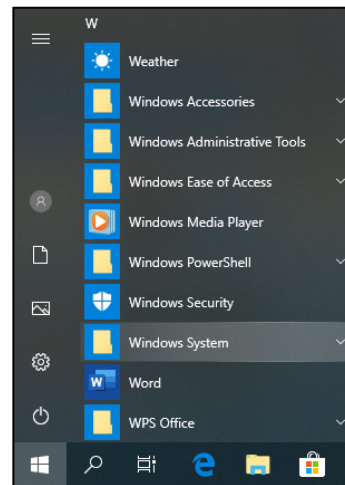 W
Weather
Windows Accessories
Windows Administrative Tools
Windows Ease of Access
Windows Media Player
Windows PowerShell
Windows Security
Windows System
W
Word
WPS Office